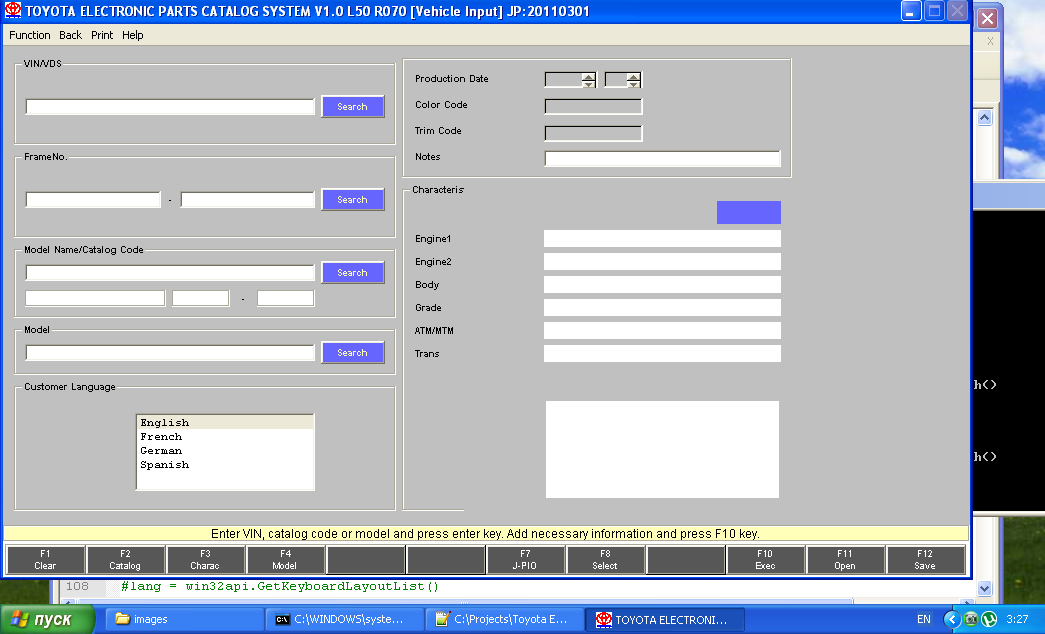 TOYOTA ELECTRONIC PARTS CATALOG SYSTEM V1.0 L50 R070 [Vehicle Input] JP:20110301
Function Back Print Help
VIN/VDS
Search
FrameNo.
- Search
Model Name/Catalog Code
Search
-
Model
Search
Customer Language
English
French
German
Spanish
Production Date
Color Code
Trim Code
Notes
Characteris
Engine1
Engine2
Body
Grade
ATM/MTM
Trans
h()
h()
Enter VIN, catalog code or model and press enter key. Add necessary information and press F10 key.
F1 F2 F3 F4 F7 F8 F10 F11 F12
Clear Catalog Charac Model J-PIO Select Exec Open Save
108 #lang = win32api.GetKeyboardLayoutList()
пуск images C:\WINDOWS\syste... C:\Projects\Toyota E... TOYOTA ELECTRONI... EN 3:27